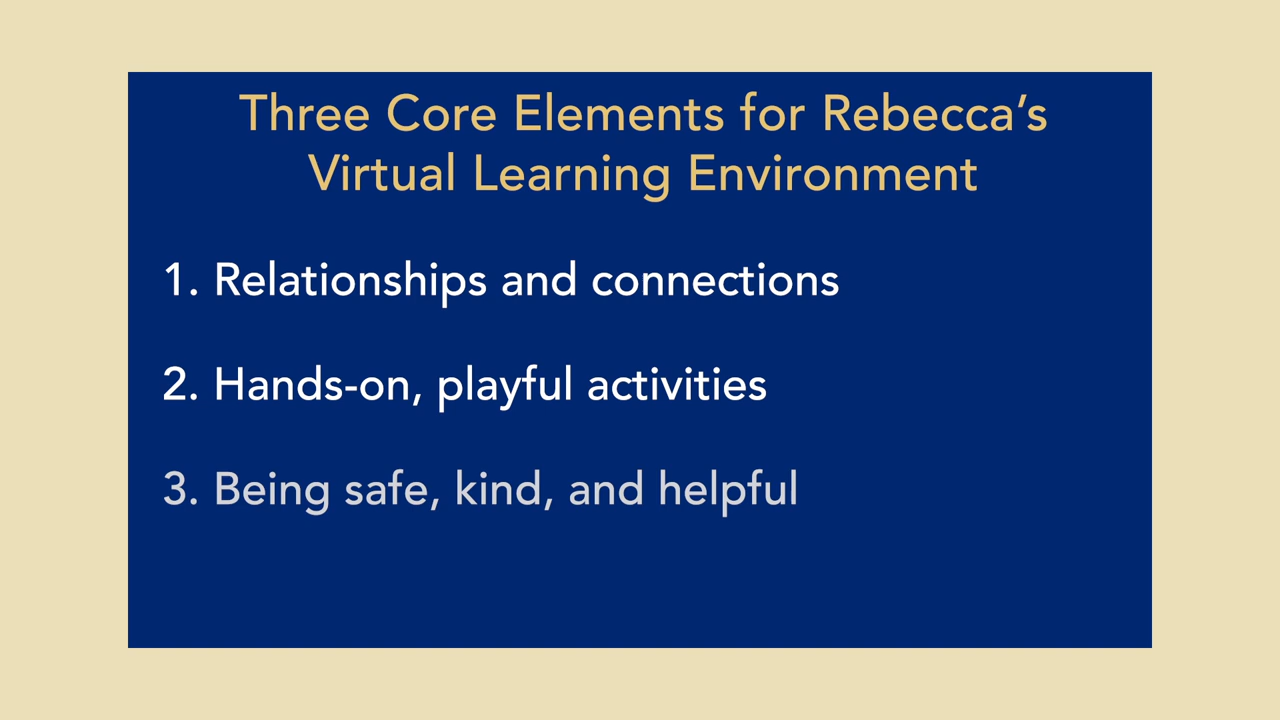 Three Core Elements for Rebecca’s
Virtual Learning Environment
1. Relationships and connections
2. Hands-on, playful activities
3. Being safe, kind, and helpful